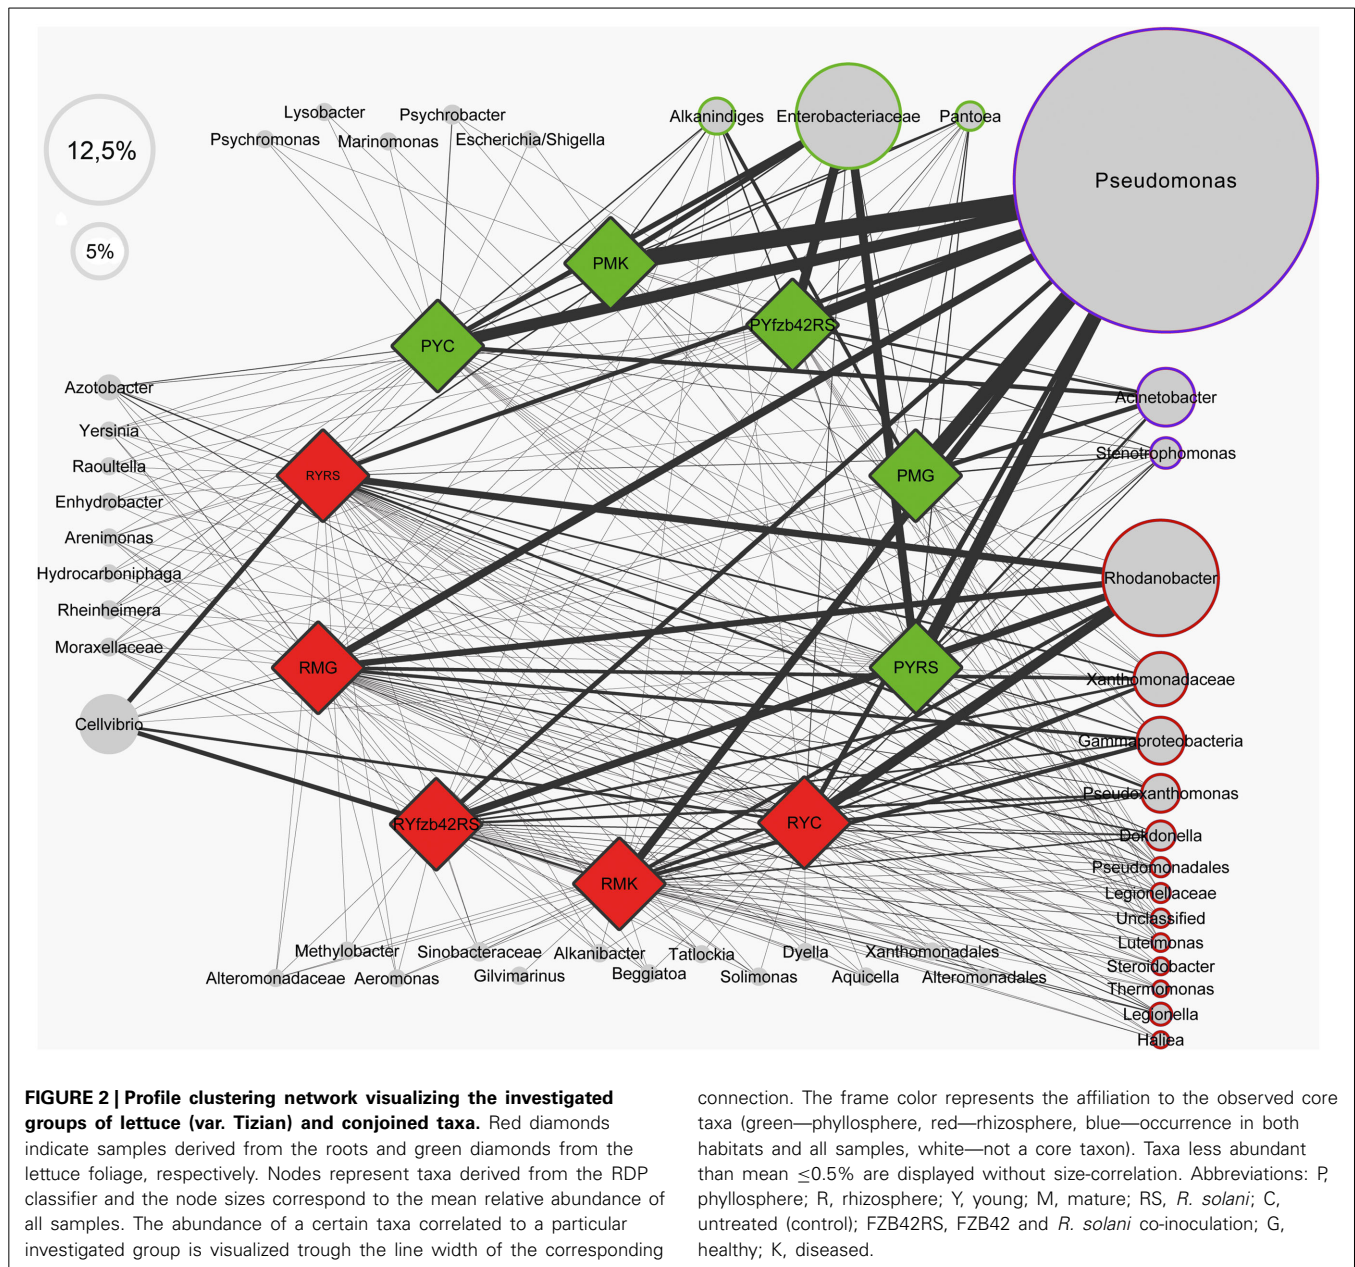 Lysobacter
Psychrobacter
Psychromonas
Marinomonas
Escherichia/Shigella
Alkanindiges
Enterobacteriaceae
Pantoea
12,5%
5%
Pseudomonas
PMK
PYfzb42RS
PYC
Azotobacter
Yersinia
Raoultella
Enhydrobacter
Arenimonas
Hydrocarboniphaga
Rheinheimera
Moraxellaceae
Cellvibrio
RYRS
PMG
RMG
PYRS
RYfzb42RS
RYC
RMK
Acinetobacter
Stenotrophomonas
Rhodanobacter
Xanthomonadaceae
Gammaproteobacteria
Pseudoxanthomonas
Dokdonella
Pseudomonadales
Legionellaceae
Unclassified
Luteimonas
Steroidobacter
Thermomonas
Legionella
Haliea
Methylobacter
Sinobacteraceae
Alkanibacter
Tatlockia
Dyella
Xanthomonadales
Alteromonadaceae
Aeromonas
Gilvimarinus
Beggiatoa
Solimonas
Aquicella
Alteromonadales
FIGURE 2 | Profile clustering network visualizing the investigated
groups of lettuce (var. Tizian) and conjoined taxa. Red diamonds
indicate samples derived from the roots and green diamonds from the
lettuce foliage, respectively. Nodes represent taxa derived from the RDP
classifier and the node sizes correspond to the mean relative abundance of
all samples. The abundance of a certain taxa correlated to a particular
investigated group is visualized trough the line width of the corresponding
connection. The frame color represents the affiliation to the observed core
taxa (green—phyllosphere, red—rhizosphere, blue—occurrence in both
habitats and all samples, white—not a core taxon). Taxa less abundant
than mean ≤0.5% are displayed without size-correlation. Abbreviations: P,
phyllosphere; R, rhizosphere; Y, young; M, mature; RS, R. solani; C,
untreated (control); FZB42RS, FZB42 and R. solani co-inoculation; G,
healthy; K, diseased.